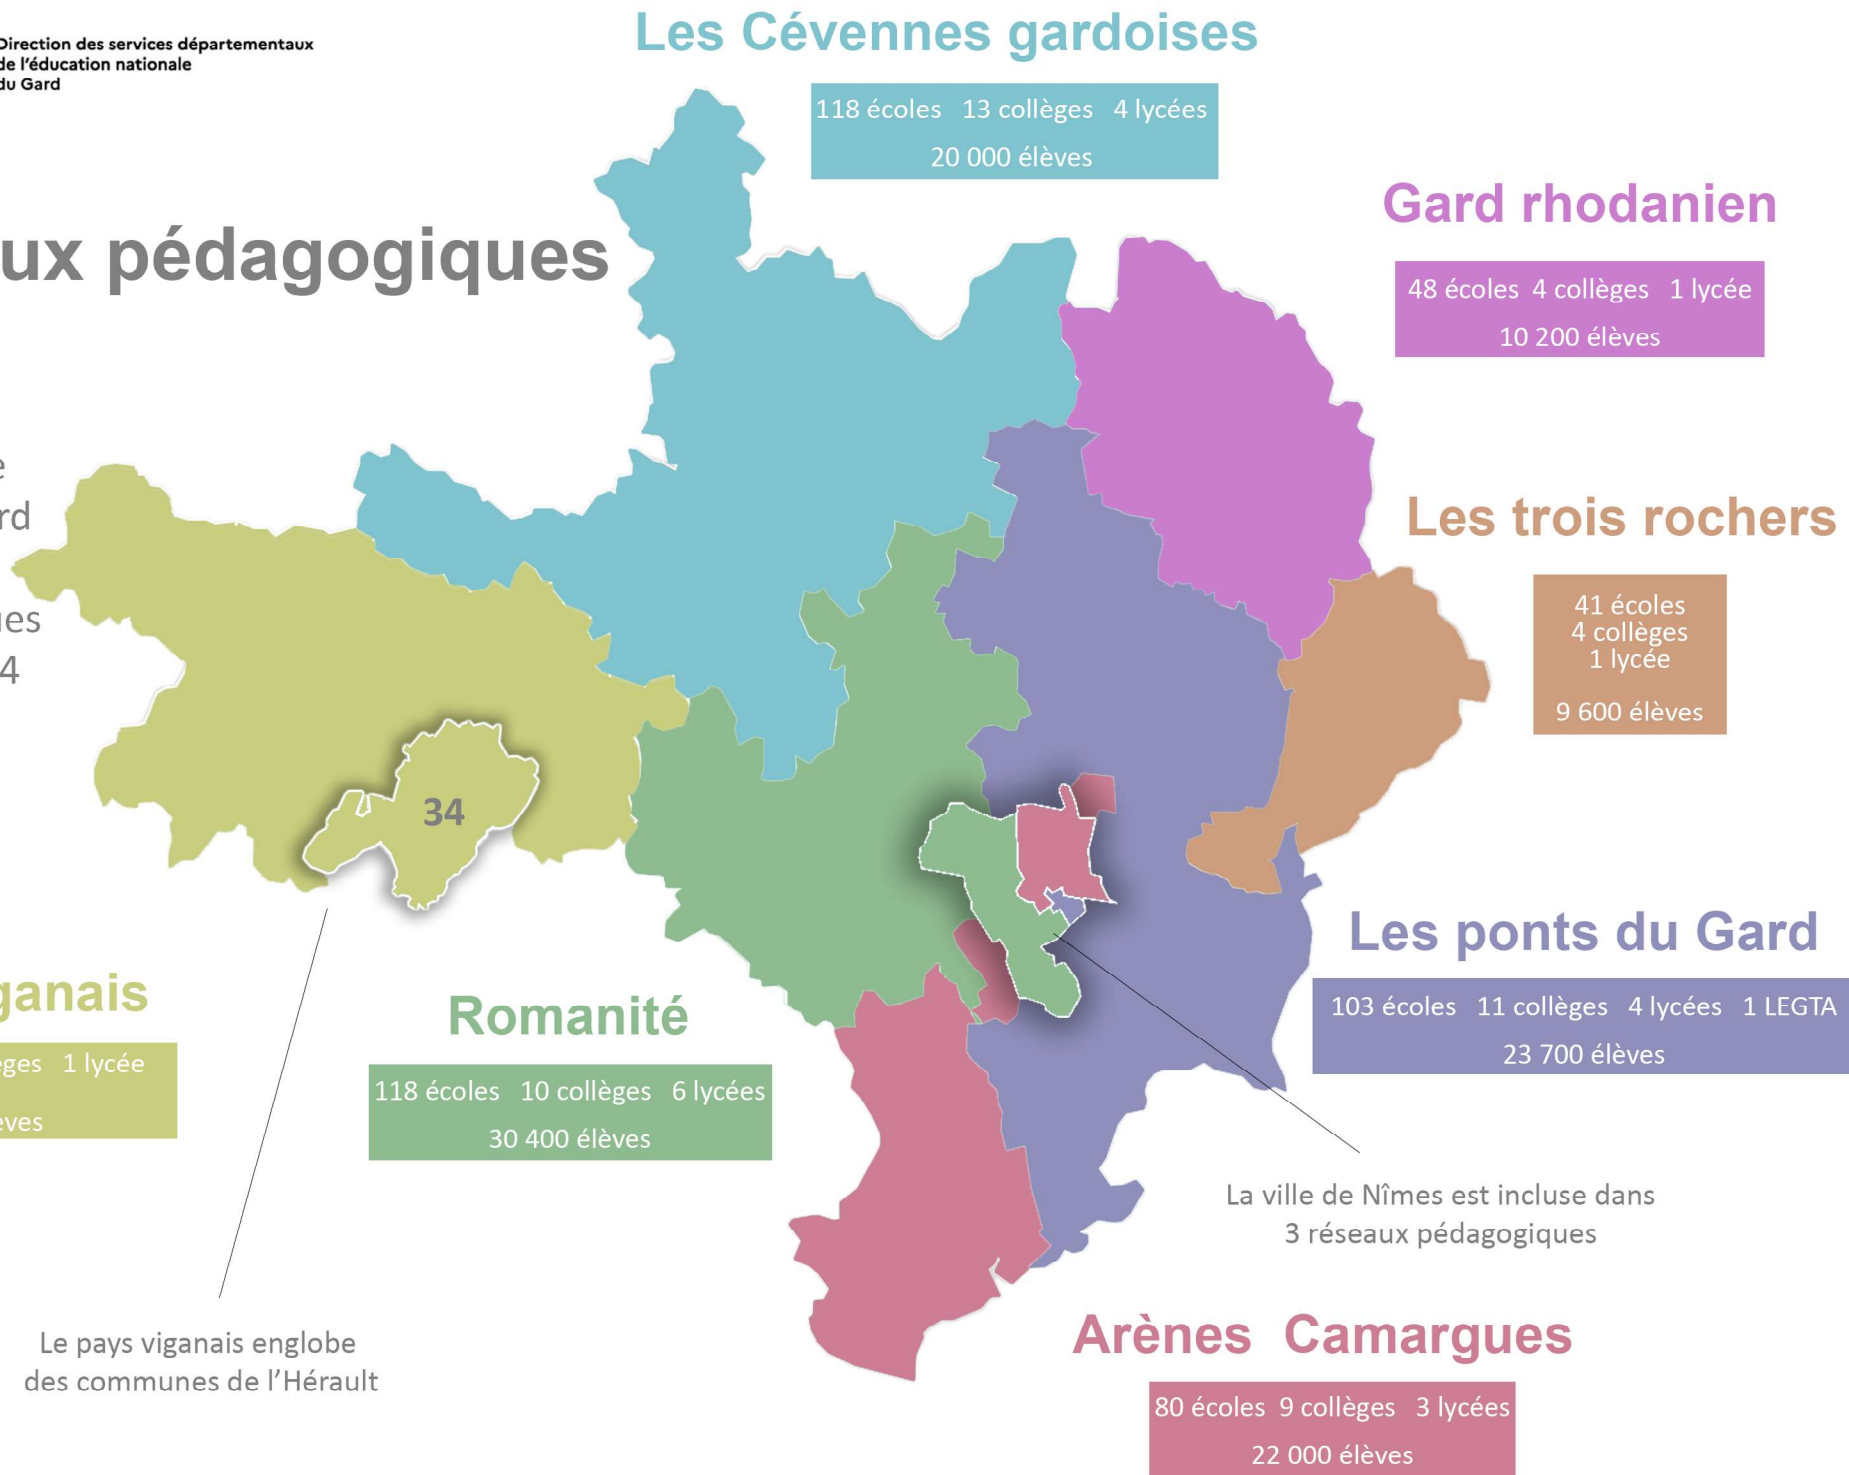 Direction des services départementaux
de l'éducation nationale
du Gard
Les Cévennes gardoises
118 écoles 13 collèges 4 lycées
20 000 élèves
Gard rhodanien
48 écoles 4 collèges 1 lycée
10 200 élèves
pédagogiques
Les trois rochers
41 écoles
4 collèges
1 lycée
9 600 élèves
34
Les ponts du Gard
103 écoles 11 collèges 4 lycées 1 LEGTA
23 700 élèves
1 lycée
Romanité
118 écoles 10 collèges 6 lycées
30 400 élèves
La ville de Nîmes est incluse dans
3 réseaux pédagogiques
Le pays viganais englobe
des communes de l'Hérault
Arènes Camargues
80 écoles 9 collèges 3 lycées
22 000 élèves